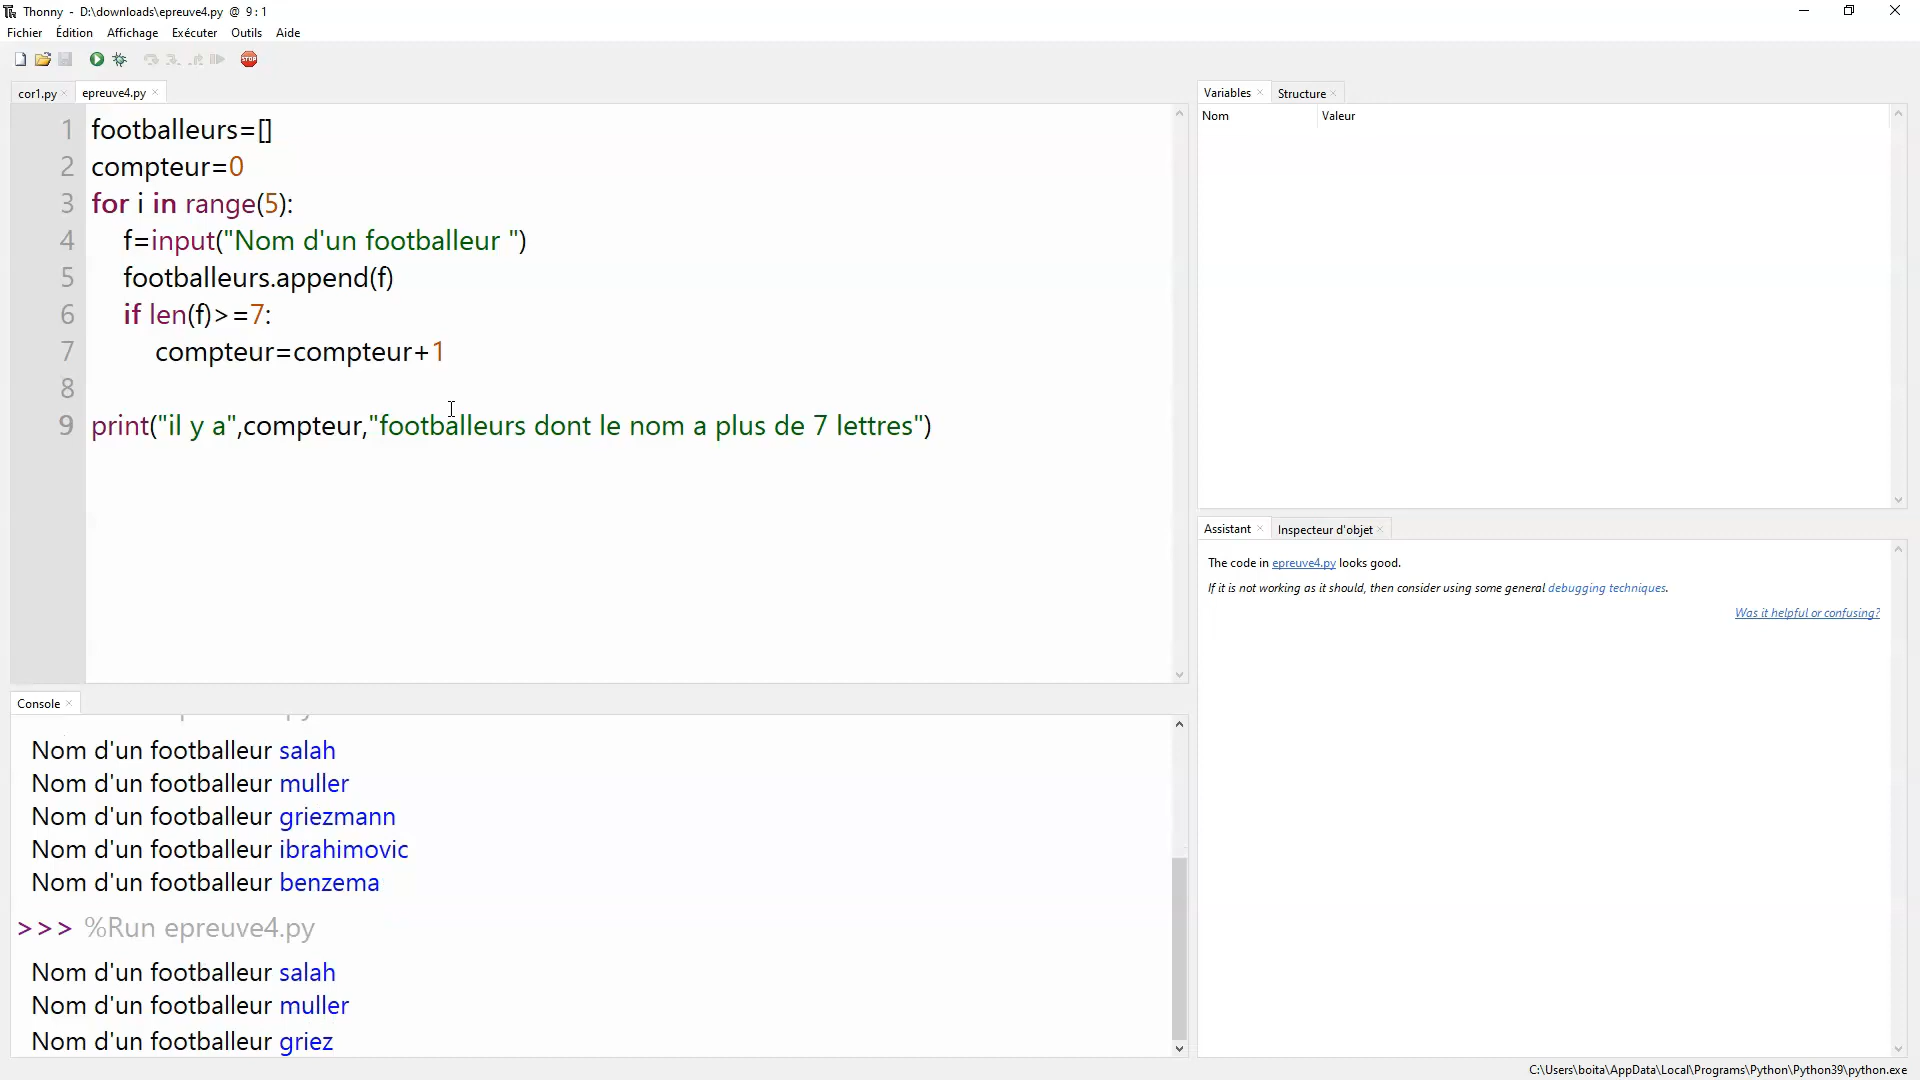 Thonny - D:\downloads\epreuve4.py @ 9:1
Fichier Édition Affichage Exécuter Outils Aide
STOP
cor1.py epreuve4.py
1 footballeurs=[]
2 compteur=0
3 for i in range(5):
4 f=input("Nom d'un footballeur ")
5 footballeurs.append(f)
6 if len(f)>=7:
7 compteur=compteur+1
8
9 print("il y a",compteur,"footballeurs dont le nom a plus de 7 lettres")
Console
Nom d'un footballeur salah
Nom d'un footballeur muller
Nom d'un footballeur griezmann
Nom d'un footballeur ibrahimovic
Nom d'un footballeur benzema
>>> %Run epreuve4.py
Nom d'un footballeur salah
Nom d'un footballeur muller
Nom d'un footballeur griez
Variables Structure
Nom Valeur
Assistant Inspecteur d'objet
The code in epreuve4.py looks good.
If it is not working as it should, then consider using some general debugging techniques.
Was it helpful or confusing?
C:\Users\boita\AppData\Local\Programs\Python\Python39\python.exe